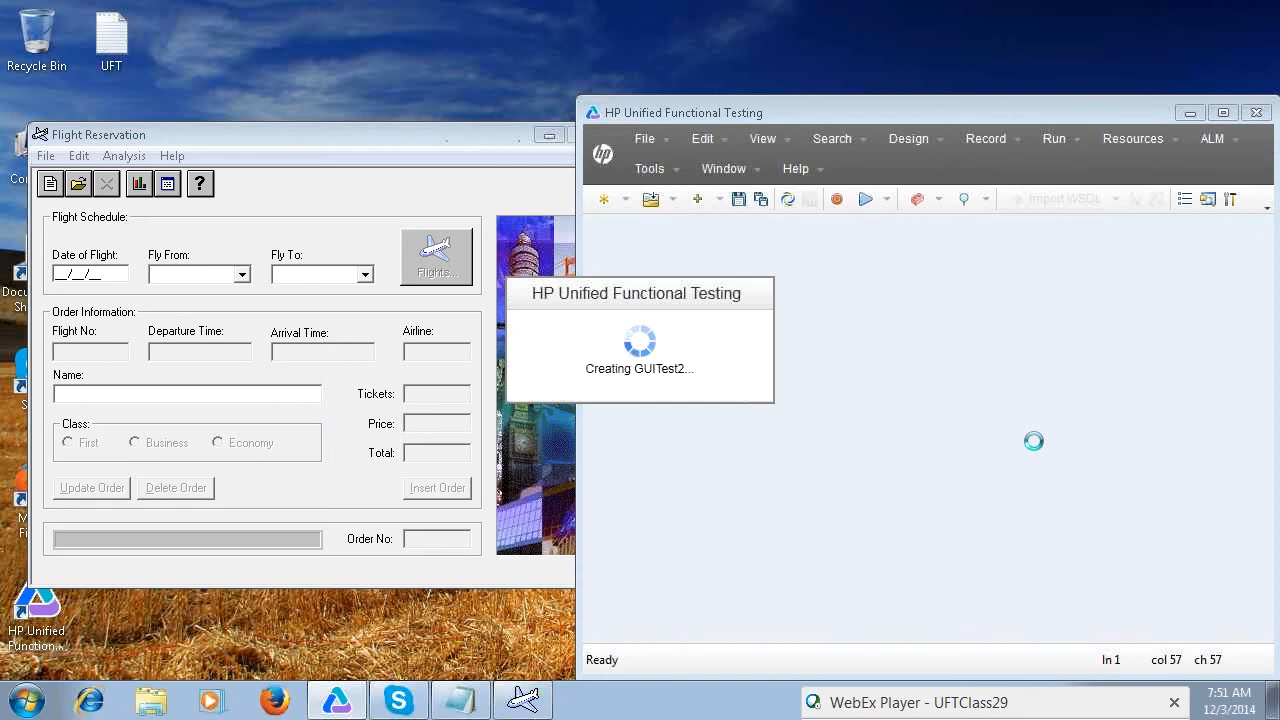 Recycle Bin
UFT
Flight Reservation
File Edit Analysis Help
?
Flight Schedule:
Date of Flight: Fly From: Fly To:
__/__/__
Flights...
Order Information:
Flight No: Departure Time: Arrival Time: Airline:
Name:
Tickets:
Class:
First Business Economy
Price:
Total:
Update Order Delete Order Insert Order
Order No:
HP Unified
Function...
HP Unified Functional Testing
hp
File Edit View Search Design Record Run Resources ALM
Tools Window Help
Import WSDL
HP Unified Functional Testing
Creating GUITest2...
Ready ln 1 col 57 ch 57
WebEx Player - UFTClass29
7:51 AM
12/3/2014